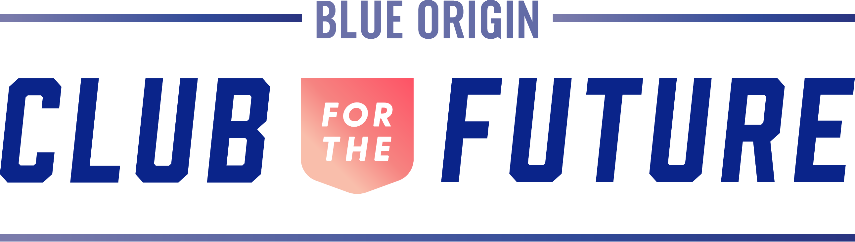 BLUE ORIGIN
CLUB FOR THE FUTURE